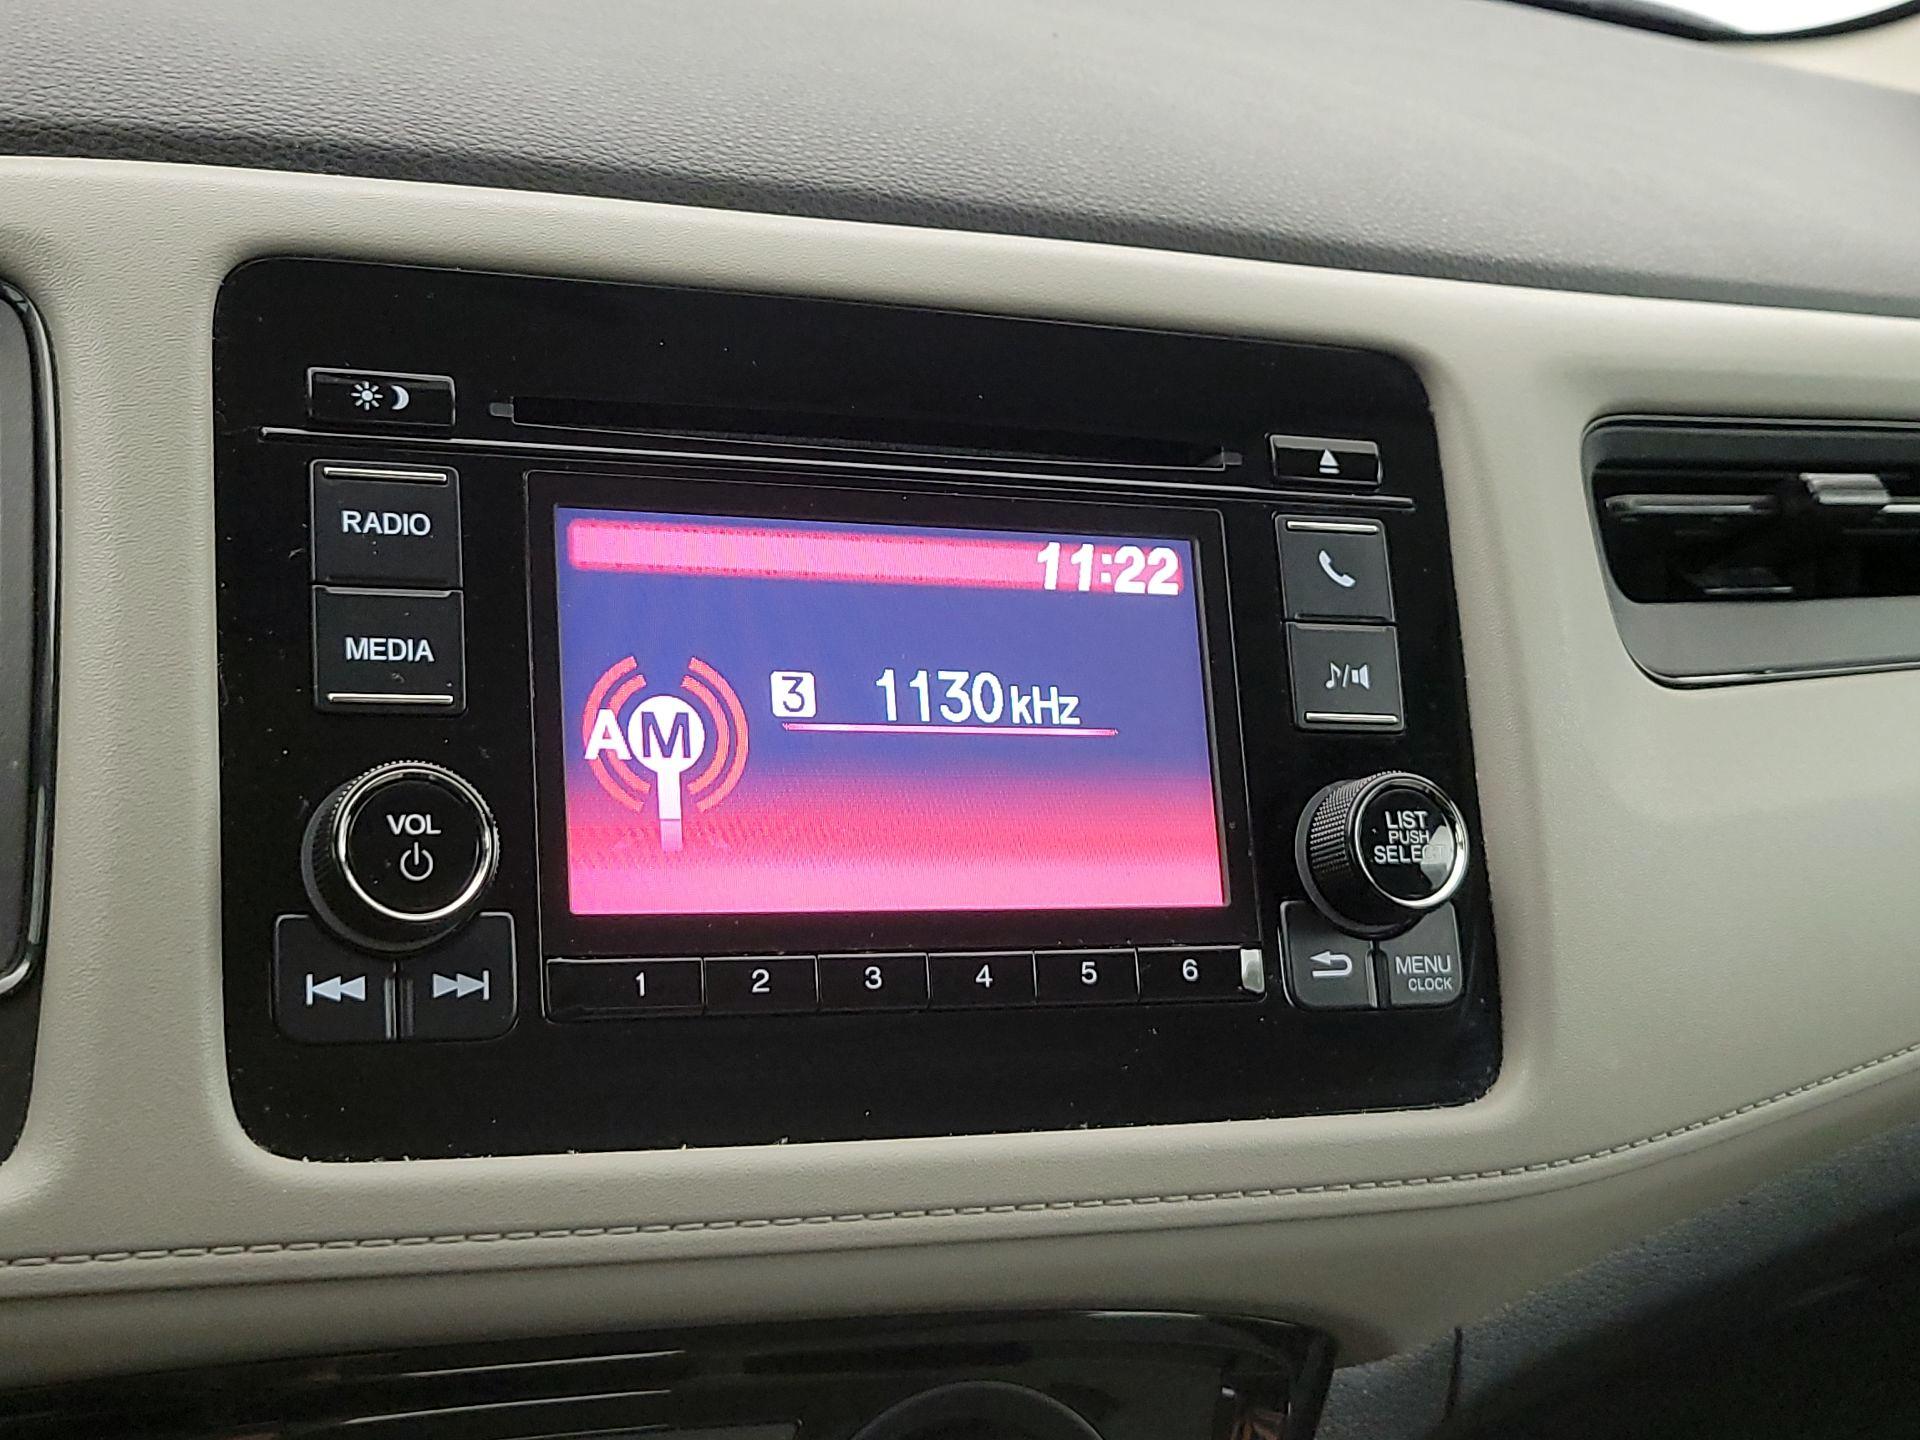 RADIO
MEDIA
VOL
11:22
AM
3 1130kHz
LIST
PUSH
SELECT
MENU
CLOCK
1 2 3 4 5 6